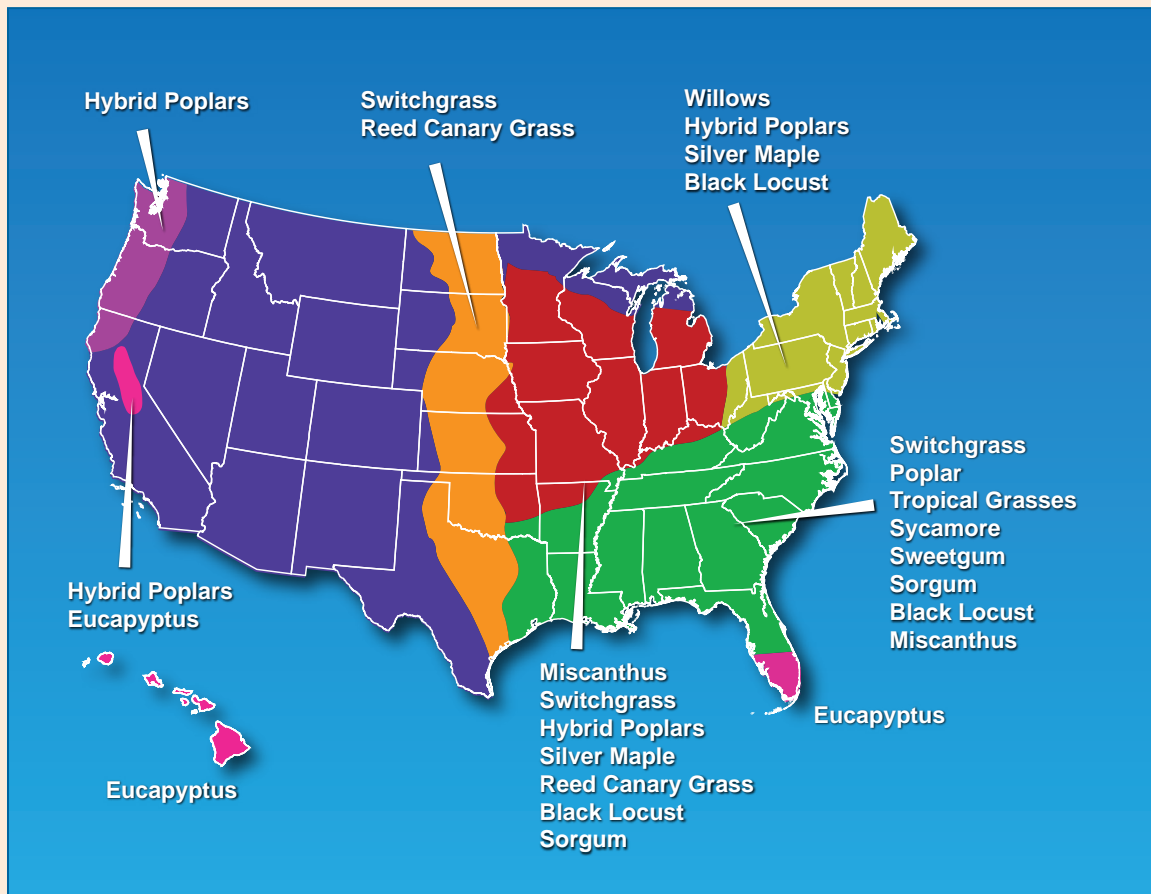 Hybrid Poplars
Switchgrass
Reed Canary Grass
Willows
Hybrid Poplars
Silver Maple
Black Locust
Switchgrass
Poplar
Tropical Grasses
Sycamore
Sweetgum
Sorgum
Black Locust
Miscanthus
Hybrid Poplars
Eucapyptus
Miscanthus
Switchgrass
Hybrid Poplars
Silver Maple
Reed Canary Grass
Black Locust
Sorgum
Eucapyptus
Eucapyptus